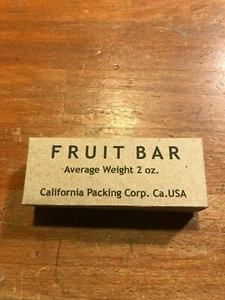 FRUIT BAR
Average Weight 2 oz.
California Packing Corp. Ca.USA